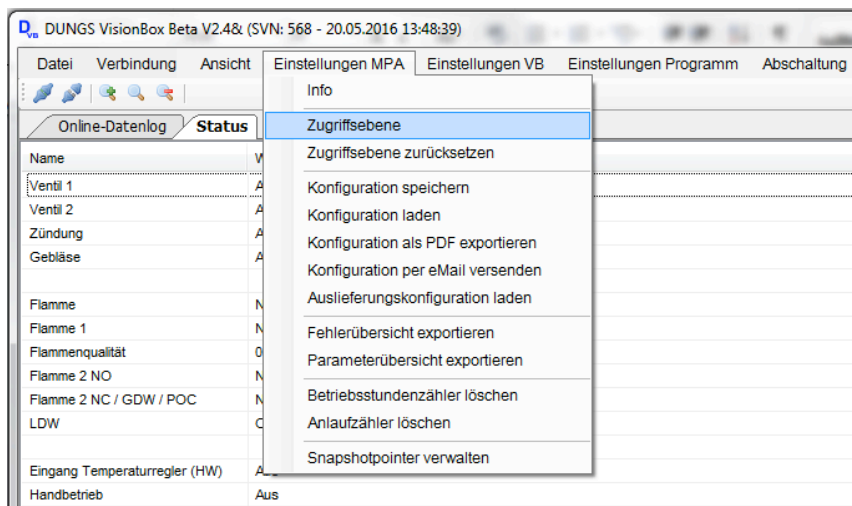 DVB DUNGS VisionBox Beta V2.4& (SVN: 568 - 20.05.2016 13:48:39)
Datei Verbindung Ansicht Einstellungen MPA Einstellungen VB Einstellungen Programm Abschaltung
Info
Online-Datenlog Status
Zugriffsebene
Zugriffsebene zurücksetzen
Konfiguration speichern
Konfiguration laden
Konfiguration als PDF exportieren
Konfiguration per eMail versenden
Auslieferungskonfiguration laden
Fehlerübersicht exportieren
Parameterübersicht exportieren
Betriebsstundenzähler löschen
Anlaufzähler löschen
Snapshotpointer verwalten
Name
Ventil 1
Ventil 2
Zündung
Gebläse
Flamme
Flamme 1
Flammenqualität
Flamme 2 NO
Flamme 2 NC / GDW / POC
LDW
Eingang Temperaturregler (HW)
Handbetrieb Aus